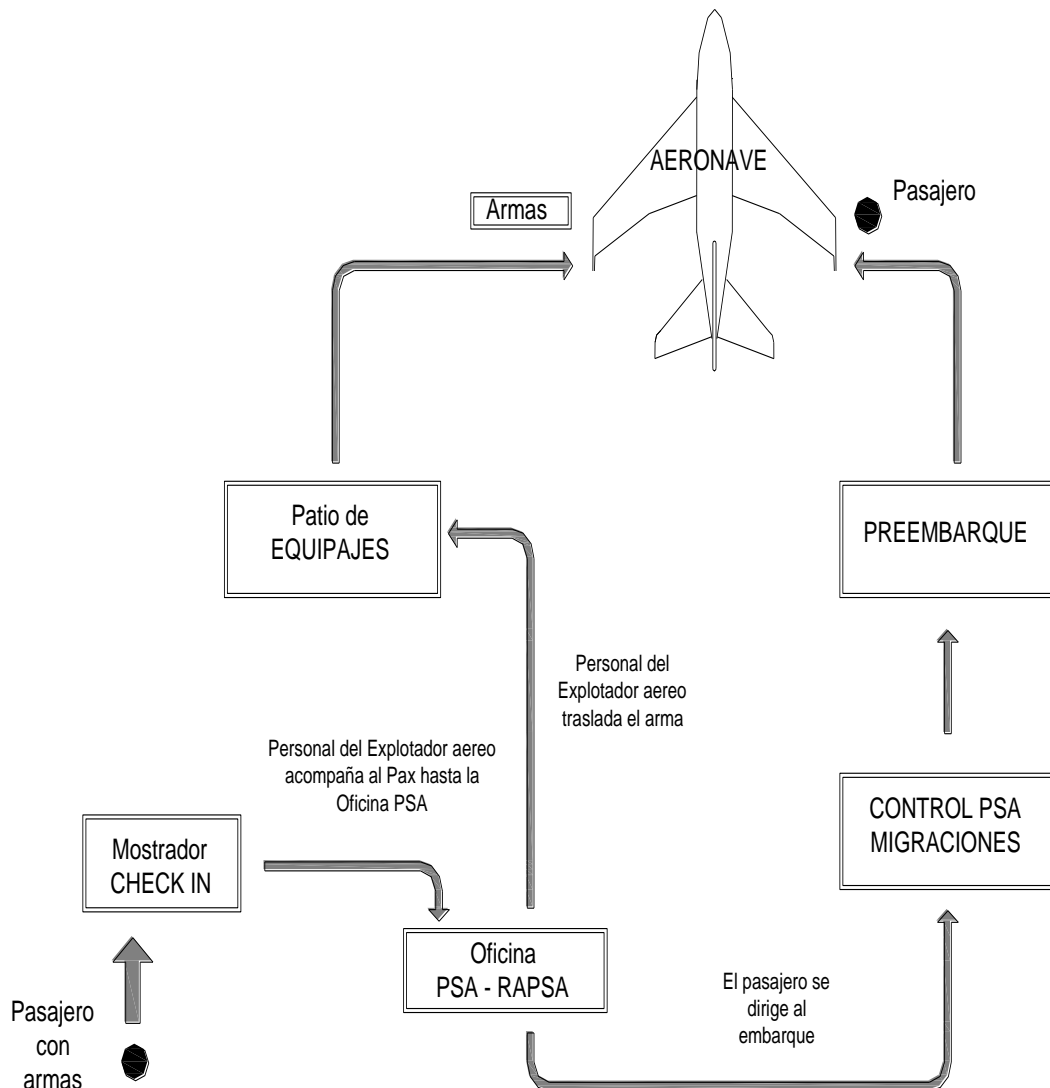 AERONAVE
Pasajero
Armas
Patio de
EQUIPAJES
PREEMBARQUE
Personal del
Explotador aereo
traslada el arma
Personal del Explotador aereo
acompaña al Pax hasta la
Oficina PSA
CONTROL PSA
MIGRACIONES
Mostrador
CHECK IN
Oficina
PSA - RAPSA
El pasajero se
dirige al
embarque
Pasajero
con
armas